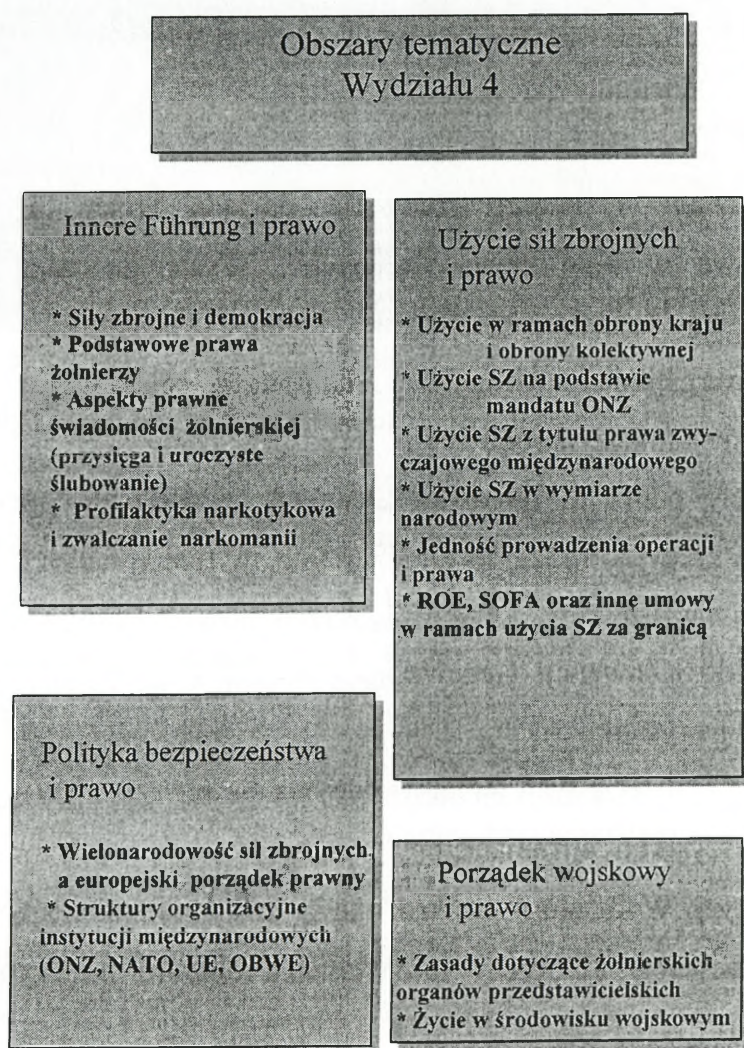 Obszary tematyczne
Wydziału 4
Innere Führung i prawo
* Siły zbrojne i demokracja
* Podstawowe prawa
żołnierzy
* Aspekty prawne
świadomości żołnierskiej
(przysięga i uroczyste
ślubowanie)
* Profilaktyka narkotykowa
i zwalczanie narkomanii
Użycie sił zbrojnych
i prawo
* Użycie w ramach obrony kraju
i obrony kolektywnej
* Użycie SZ na podstawie
mandatu ONZ
* Użycie SZ z tytułu prawa zwy-
czajowego międzynarodowego
* Użycie SZ w wymiarze
narodowym
* Jedność prowadzenia operacji
i prawa
* ROE, SOFA oraz inne umowy
w ramach użycia SZ za granicą
Polityka bezpieczeństwa
i prawo
* Wielonarodowość sił zbrojnych
a europejski porządek prawny
* Struktury organizacyjne
instytucji międzynarodowych
(ONZ, NATO, UE, OBWE)
Porządek wojskowy
i prawo
* Zasady dotyczące żołnierskich
organów przedstawicielskich
* Życie w środowisku wojskowym